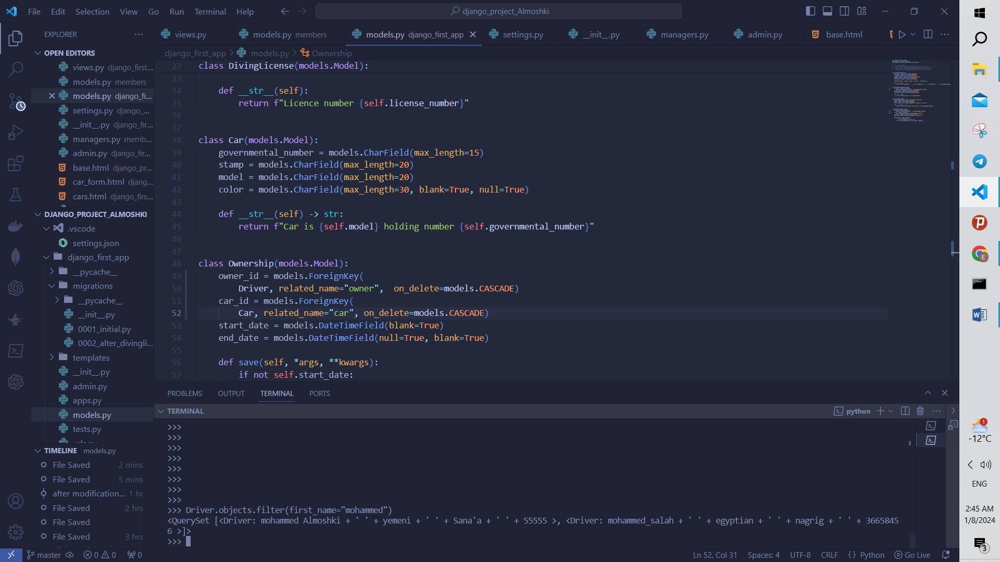 File Edit Selection View Go Run Terminal Help
django_project_Almoshki
EXPLORER
views.py
models.py members
models.py django_first_app
settings.py
__init__.py
managers.py
admin.py
base.html
django_first_app > models.py > Ownership
OPEN EDITORS
views.py django_first...
models.py members
models.py django_fi...
settings.py django_...
__init__.py django_fir...
managers.py memb...
admin.py django_fir...
base.html django_pr...
car_form.html djang...
cars.html django_firs...
DJANGO_PROJECT_ALMOSHKI
.vscode
settings.json
django_first_app
__pycache__
migrations
__pycache__
__init__.py
0001_initial.py
0002_alter_divingli...
templates
__init__.py
admin.py
apps.py
models.py
tests.py
TIMELINE models.py
File Saved 2 mins
File Saved 5 mins
after modification... 1 hr
File Saved 2 hrs
File Saved
File Saved 3 hrs
27 class DivingLicense(models.Model):
33
34 def __str__(self):
35 return f"Licence number {self.license_number}"
36
37
38 class Car(models.Model):
39 governmental_number = models.CharField(max_length=15)
40 stamp = models.CharField(max_length=20)
41 model = models.CharField(max_length=20)
42 color = models.CharField(max_length=30, blank=True, null=True)
43
44 def __str__(self) -> str:
45 return f"Car is {self.model} holding number {self.governmental_number}"
46
47
48 class Ownership(models.Model):
49 owner_id = models.ForeignKey(
50 Driver, related_name="owner",  on_delete=models.CASCADE)
51 car_id = models.ForeignKey(
52 Car, related_name="car", on_delete=models.CASCADE)
53 start_date = models.DateTimeField(blank=True)
54 end_date = models.DateTimeField(null=True, blank=True)
55
56 def save(self, *args, **kwargs):
57 if not self.start_date:
PROBLEMS OUTPUT TERMINAL PORTS
TERMINAL
python
>>>
>>>
>>>
>>>
>>>
>>>
>>>
>>>
>>> Driver.objects.filter(first_name="mohammed")
<QuerySet [<Driver: mohammed Almoshki + ' ' + yemeni + ' ' + Sana'a + ' ' + 55555 >, <Driver: mohammed_salah + ' ' + egyptian + ' ' + nagrig + ' ' + 3665845
6 >]>
>>>
master 0 0 0
Ln 52, Col 31 Spaces: 4 UTF-8 CRLF {} Python Go Live
E
1
-12°C
ENG
2:45 AM
1/8/2024
3